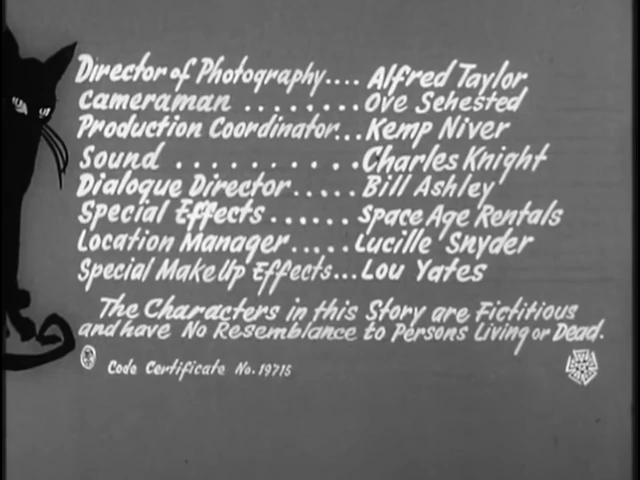 Director of Photography.... Alfred Taylor
Cameraman ........ Ove Sehested
Production Coordinator... Kemp Niver
Sound ........... Charles Knight
Dialogue Director..... Bill Ashley
Special Effects...... Space Age Rentals
Location Manager..... Lucille Snyder
Special MakeUp Effects... Lou Yates
The Characters in this Story are Fictitious
and have No Resemblance to Persons Living or Dead.
Code Certificate No. 19715